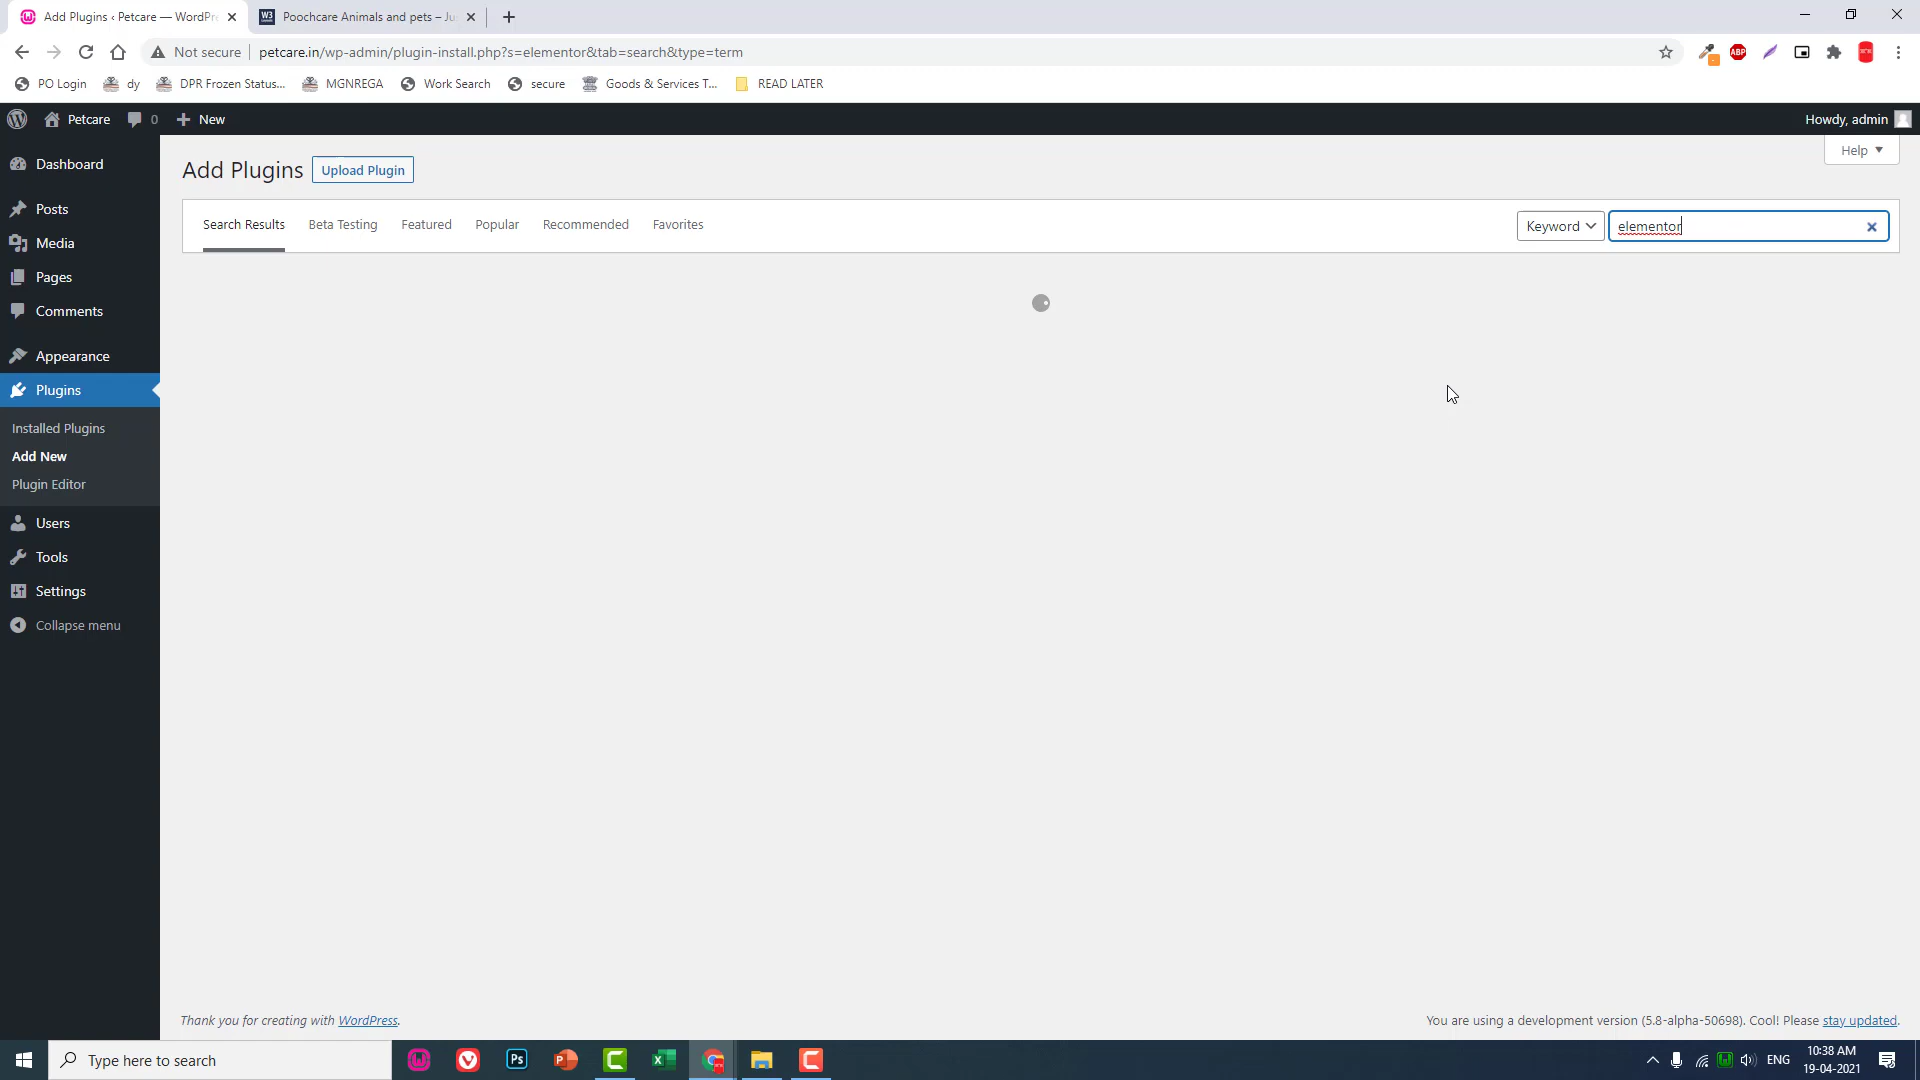 Add Plugins ‹ Petcare — WordPre
Poochcare Animals and pets – Ju
Not secure
petcare.in/wp-admin/plugin-install.php?s=elementor&tab=search&type=term
ABP
PO Login
dy
DPR Frozen Status...
MGNREGA
Work Search
secure
Goods & Services T...
READ LATER
Petcare
0
New
Howdy, admin
Help
Dashboard
Posts
Media
Pages
Comments
Appearance
Plugins
Installed Plugins
Add New
Plugin Editor
Users
Tools
Settings
Collapse menu
Add Plugins
Upload Plugin
Search Results
Beta Testing
Featured
Popular
Recommended
Favorites
Keyword
elementor
Thank you for creating with WordPress.
You are using a development version (5.8-alpha-50698). Cool! Please stay updated.
Type here to search
Ps
ENG
10:38 AM
19-04-2021